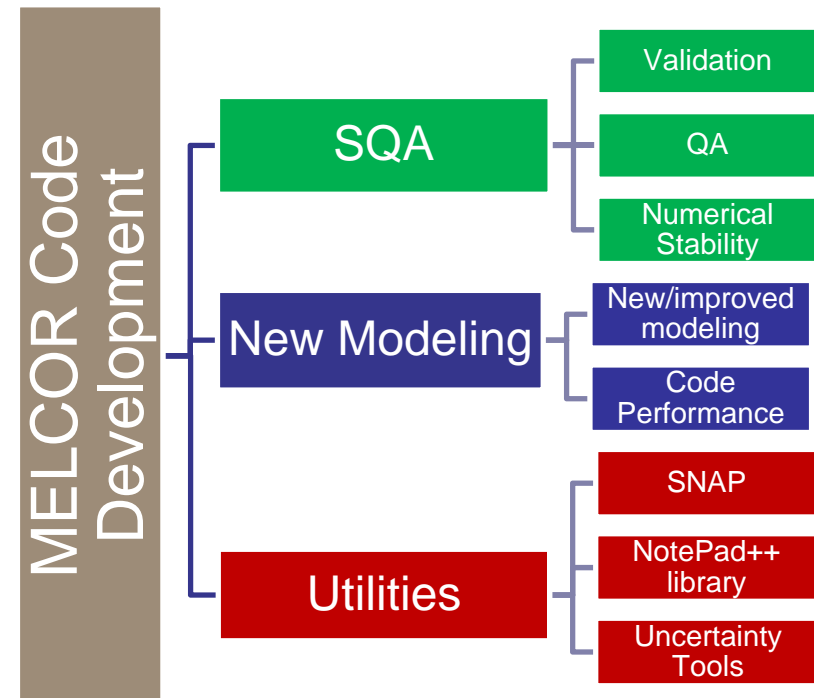 MELCOR Code
Development
SQA
Validation
QA
Numerical
Stability
New Modeling
New/improved
modeling
Code
Performance
Utilities
SNAP
NotePad++
library
Uncertainty
Tools